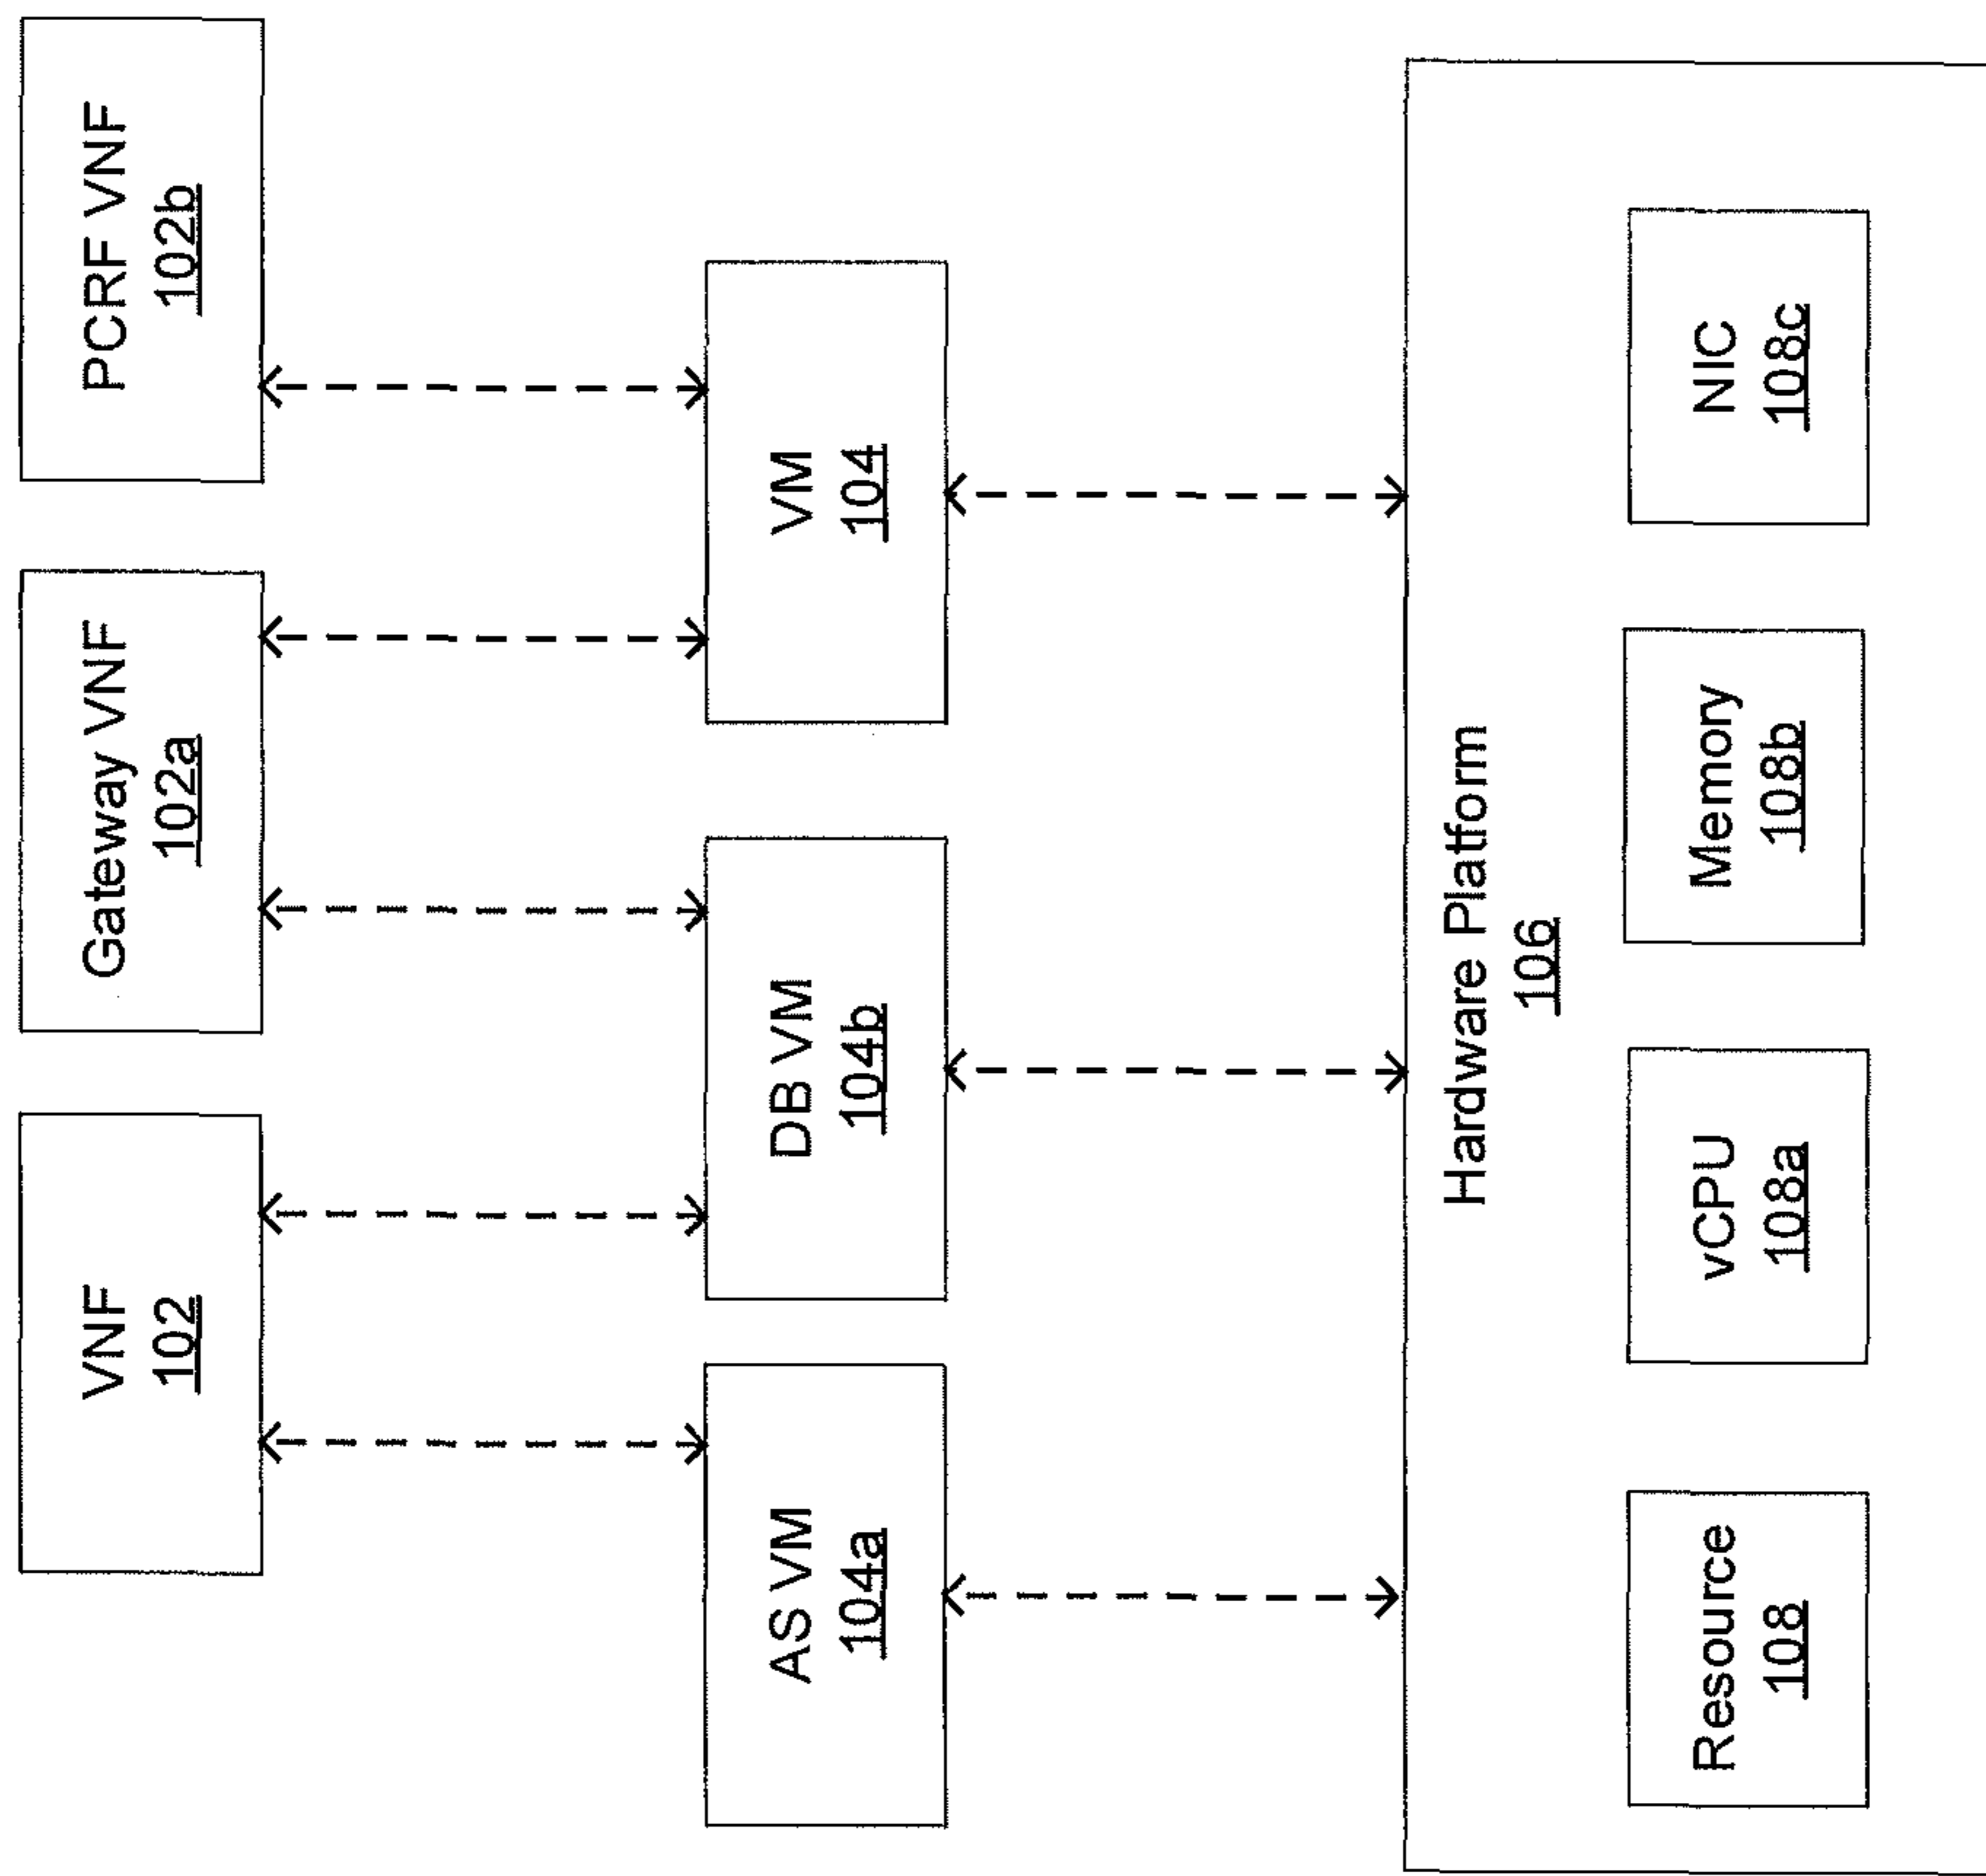 VNF
102
Gateway VNF
102a
PCRF VNF
102b
AS VM
104a
DB VM
104b
VM
104
Hardware Platform
106
Resource
108
vCPU
108a
Memory
108b
NIC
108c